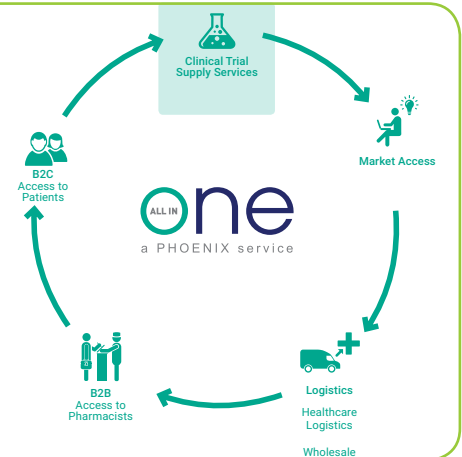 Clinical Trial
Supply Services
Market Access
B2C
Access to
Patients
ALL IN
one
a PHOENIX service
B2B
Access to
Pharmacists
Logistics
Healthcare
Logistics
Wholesale